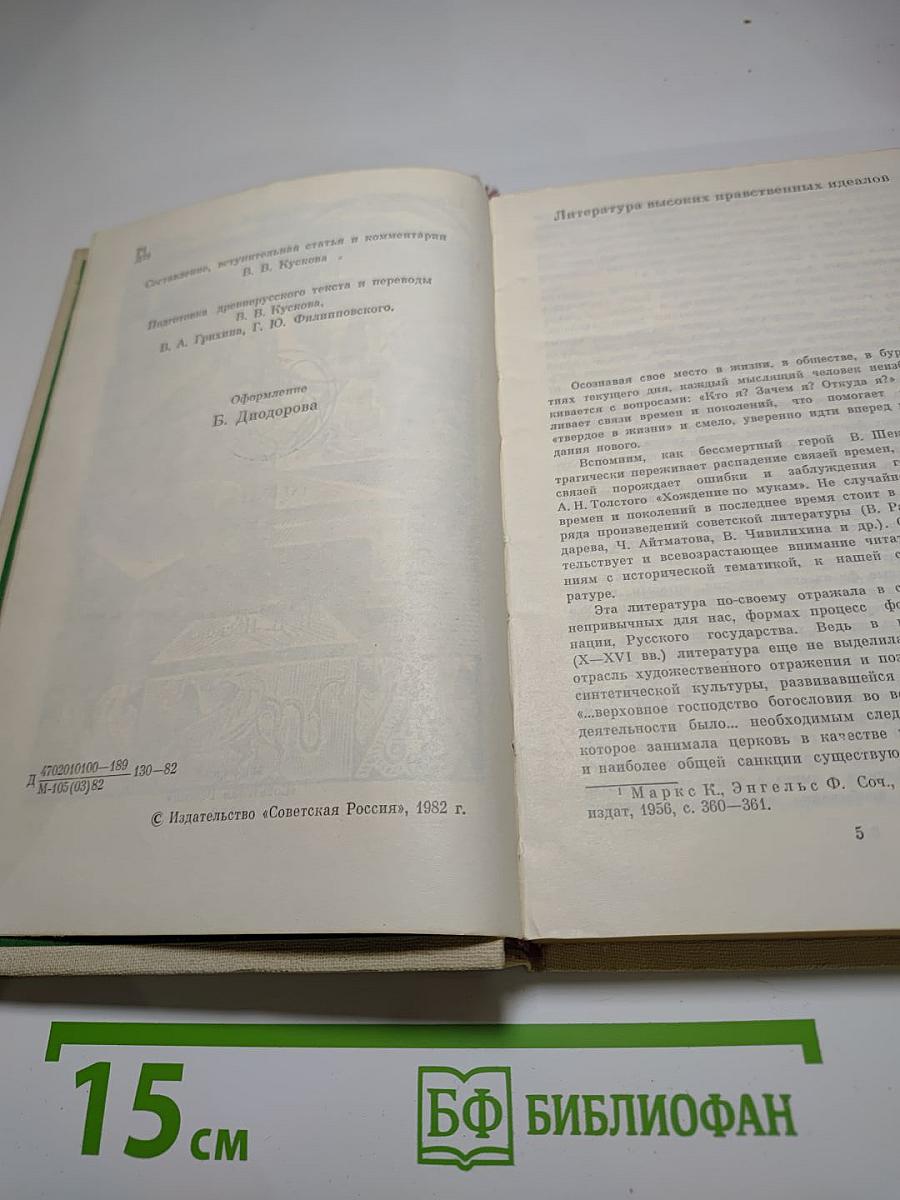 Р1
Д79
Составление, вступительная статья и комментарии
В. В. Кускова
Подготовка древнерусского текста и переводы
В. В. Кускова,
В. А. Грихина, Г. Ю. Филипповского.
Оформление
Б. Диодорова
Д 4702010100—189 130—82
М-105(03)82
© Издательство «Советская Россия», 1982 г.
Литература высоких нравственных идеалов
Осознавая свое место в жизни, в обществе, в бур
тиях текущего дня, каждый мыслящий человек неизб
кивается с вопросами: «Кто я? Зачем я? Откуда я?»
ливает связи времен и поколений, что помогает
«твердое в жизни» и смело, уверенно идти вперед
дания нового.
Вспомним, как бессмертный герой В. Шек
трагически переживает распадение связей времен,
связей порождает ошибки и заблуждения г
А. Н. Толстого «Хождение по мукам». Не случайн
времен и поколений в последнее время стоит в
ряда произведений советской литературы (В. Ра
дарева, Ч. Айтматова, В. Чивилихина и др.). С
тельствует и всевозрастающее внимание читат
ниям с исторической тематикой, к нашей с
ратуре.
Эта литература по-своему отражала в с
непривычных для нас, формах процесс фо
нации, Русского государства. Ведь в
(X—XVI вв.) литература еще не выделила
отрасль художественного отражения и поз
синтетической культуры, развивавшейся
«...верховное господство богословия во вс
деятельности было... необходимым след
которое занимала церковь в качестве
и наиболее общей санкции существую
1 Маркс К., Энгельс Ф. Соч.,
издат, 1956, с. 360—361.
5
15 см
БФ БИБЛИОФАН